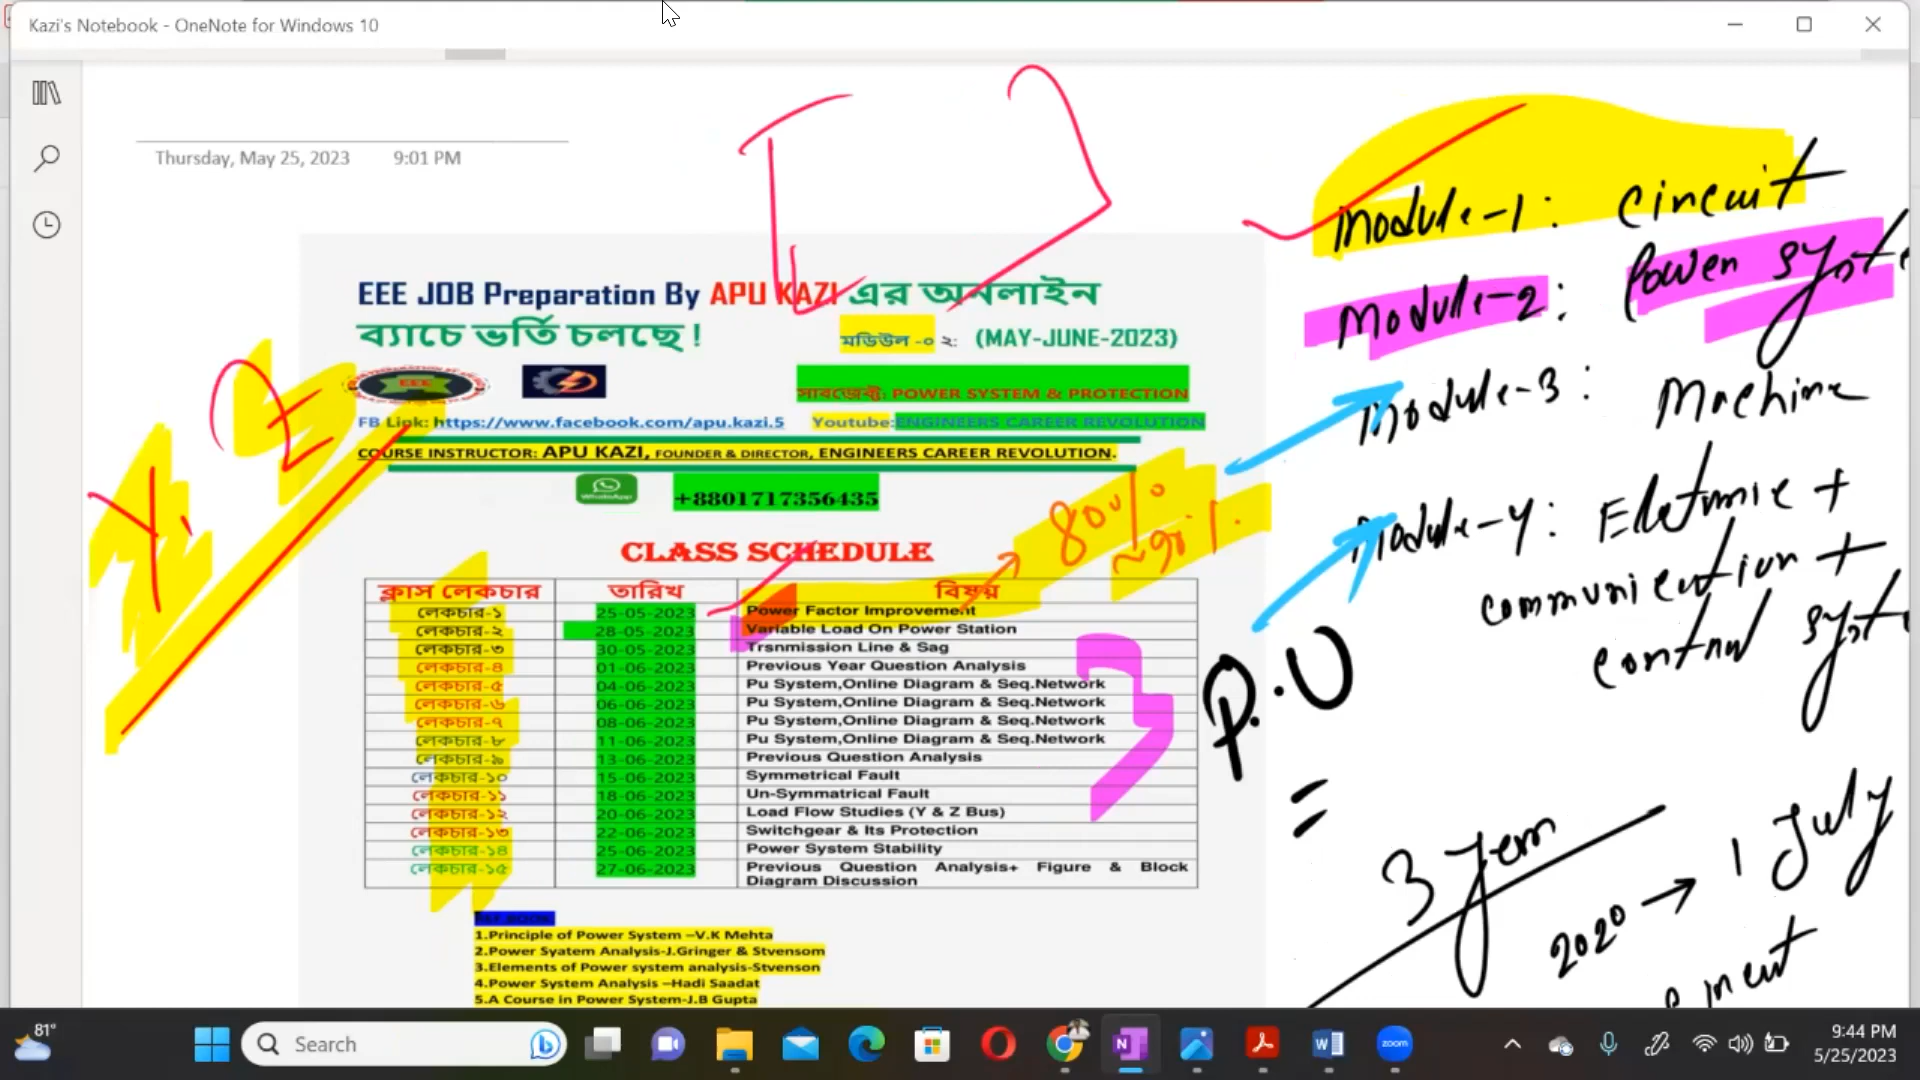 Kazi's Notebook - OneNote for Windows 10
Thursday, May 25, 2023 9:01 PM
EEE JOB Preparation By APU KAZI এর অনলাইন
ব্যাচে ভর্তি চলছে !
মডিউল -০ ২: (MAY-JUNE-2023)
EEE
সাবজেক্ট: POWER SYSTEM & PROTECTION
FB Link: https://www.facebook.com/apu.kazi.5 Youtube:ENGINEERS CAREER REVOLUTION
COURSE INSTRUCTOR: APU KAZI, FOUNDER & DIRECTOR, ENGINEERS CAREER REVOLUTION.
WhatsApp +8801717356435
CLASS SCHEDULE
ক্লাস লেকচার তারিখ বিষয়
লেকচার-১ 25-05-2023 Power Factor Improvement
লেকচার-২ 28-05-2023 Variable Load On Power Station
লেকচার-৩ 30-05-2023 Trsnmission Line & Sag
লেকচার-৪ 01-06-2023 Previous Year Question Analysis
লেকচার-৫ 04-06-2023 Pu System,Online Diagram & Seq.Network
লেকচার-৬ 06-06-2023 Pu System,Online Diagram & Seq.Network
লেকচার-৭ 08-06-2023 Pu System,Online Diagram & Seq.Network
লেকচার-৮ 11-06-2023 Pu System,Online Diagram & Seq.Network
লেকচার-৯ 13-06-2023 Previous Question Analysis
লেকচার-১০ 15-06-2023 Symmetrical Fault
লেকচার-১১ 18-06-2023 Un-Symmatrical Fault
লেকচার-১২ 20-06-2023 Load Flow Studies (Y & Z Bus)
লেকচার-১৩ 22-06-2023 Switchgear & Its Protection
লেকচার-১৪ 25-06-2023 Power System Stability
লেকচার-১৫ 27-06-2023 Previous Question Analysis+ Figure & Block
Diagram Discussion
1.Principle of Power System –V.K Mehta
2.Power Syatem Analysis-J.Gringer & Stvensom
3.Elements of Power system analysis-Stvenson
4.Power System Analysis –Hadi Saadat
5.A Course in Power System-J.B Gupta
Y, Z
80%
Module-1: Circuit
Module-2: Power Syste
Module-3: Machine
Module-4:
+
communication +
control syste
P.U
=
3
2020 → 1 July
81°
Search
zoom
9:44 PM
5/25/2023